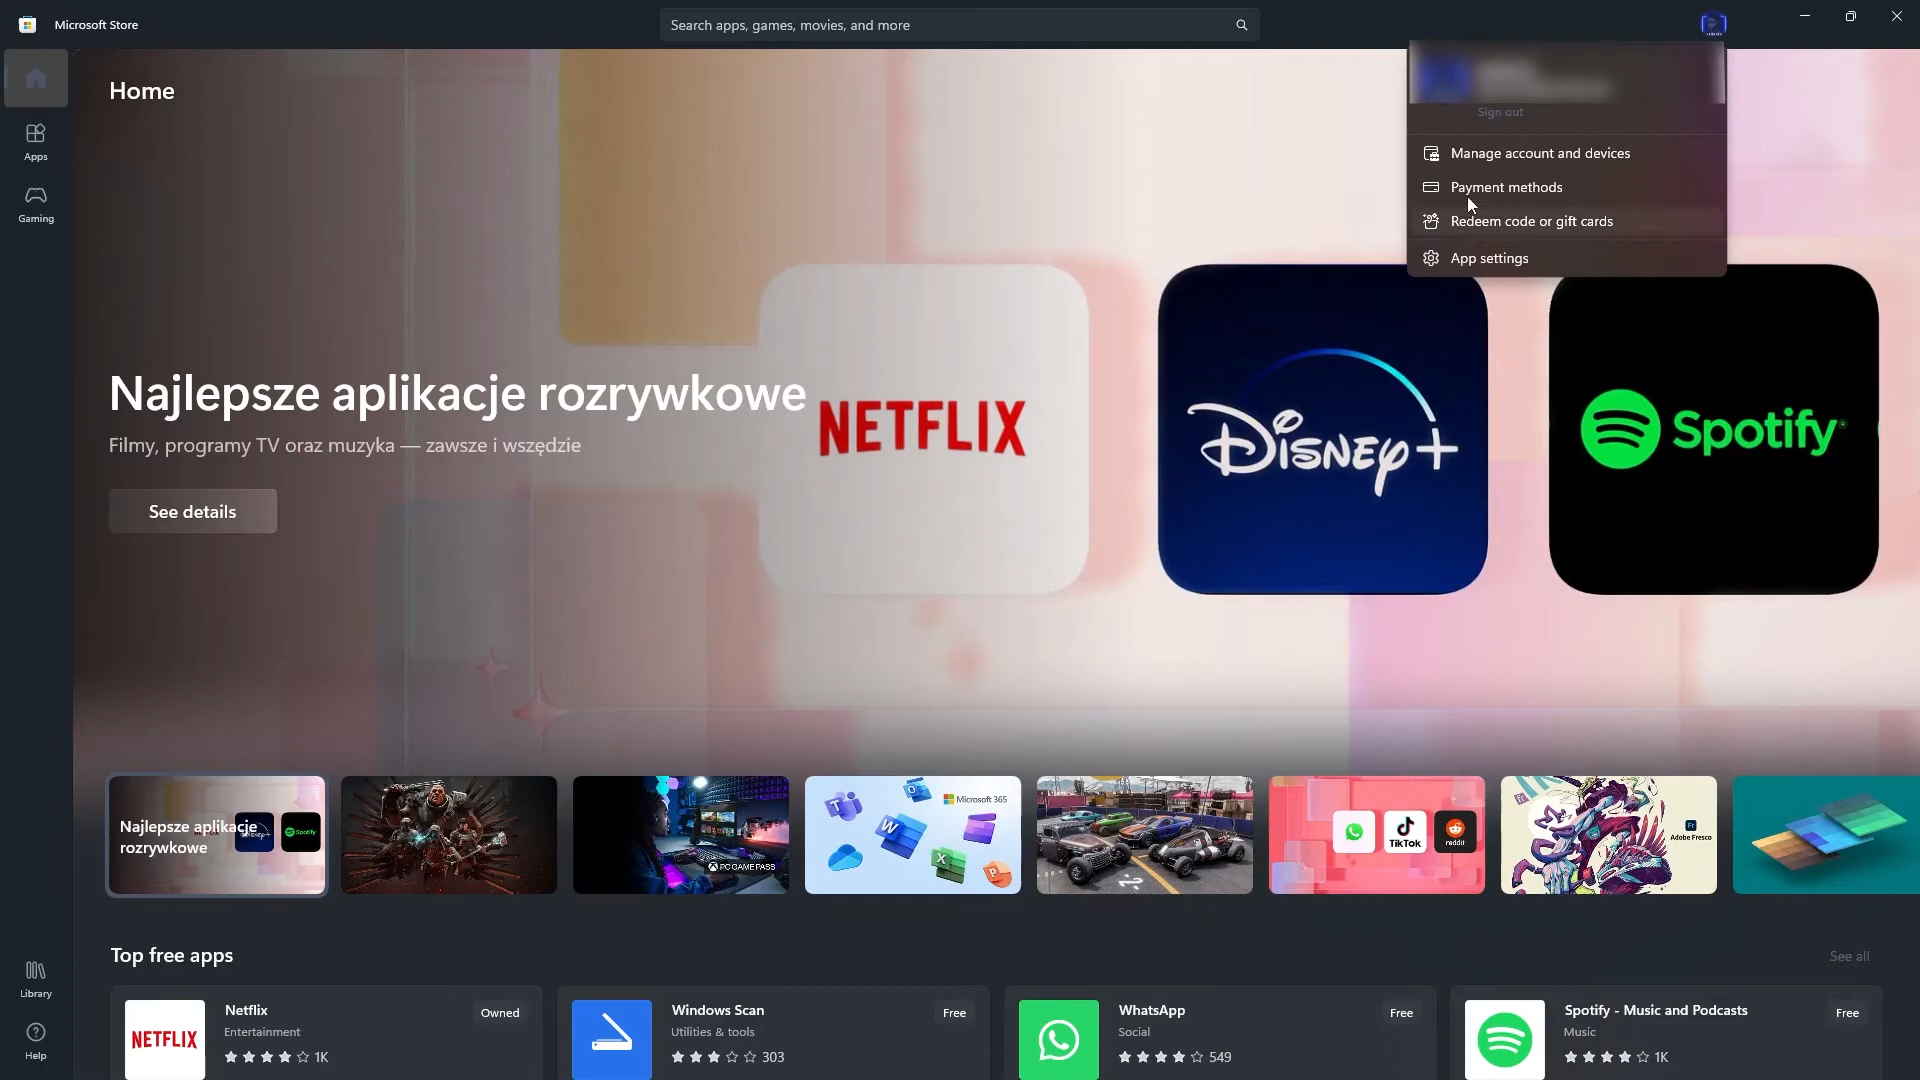 Microsoft Store
Search apps, games, movies, and more
Home
Apps
Gaming
Sign out
Manage account and devices
Payment methods
Redeem code or gift cards
App settings
Najlepsze aplikacje rozrywkowe
Filmy, programy TV oraz muzyka — zawsze i wszędzie
See details
NETFLIX
Disney+
Spotify
Najlepsze aplikacje
rozrywkowe
Disney+
Spotify
PC GAME PASS
Microsoft 365
TikTok
reddit
Fr
Adobe Fresco
Top free apps
See all
Library
Help
NETFLIX
Netflix
Owned
Entertainment
1K
Windows Scan
Free
Utilities & tools
303
WhatsApp
Free
Social
549
Spotify - Music and Podcasts
Free
Music
1K